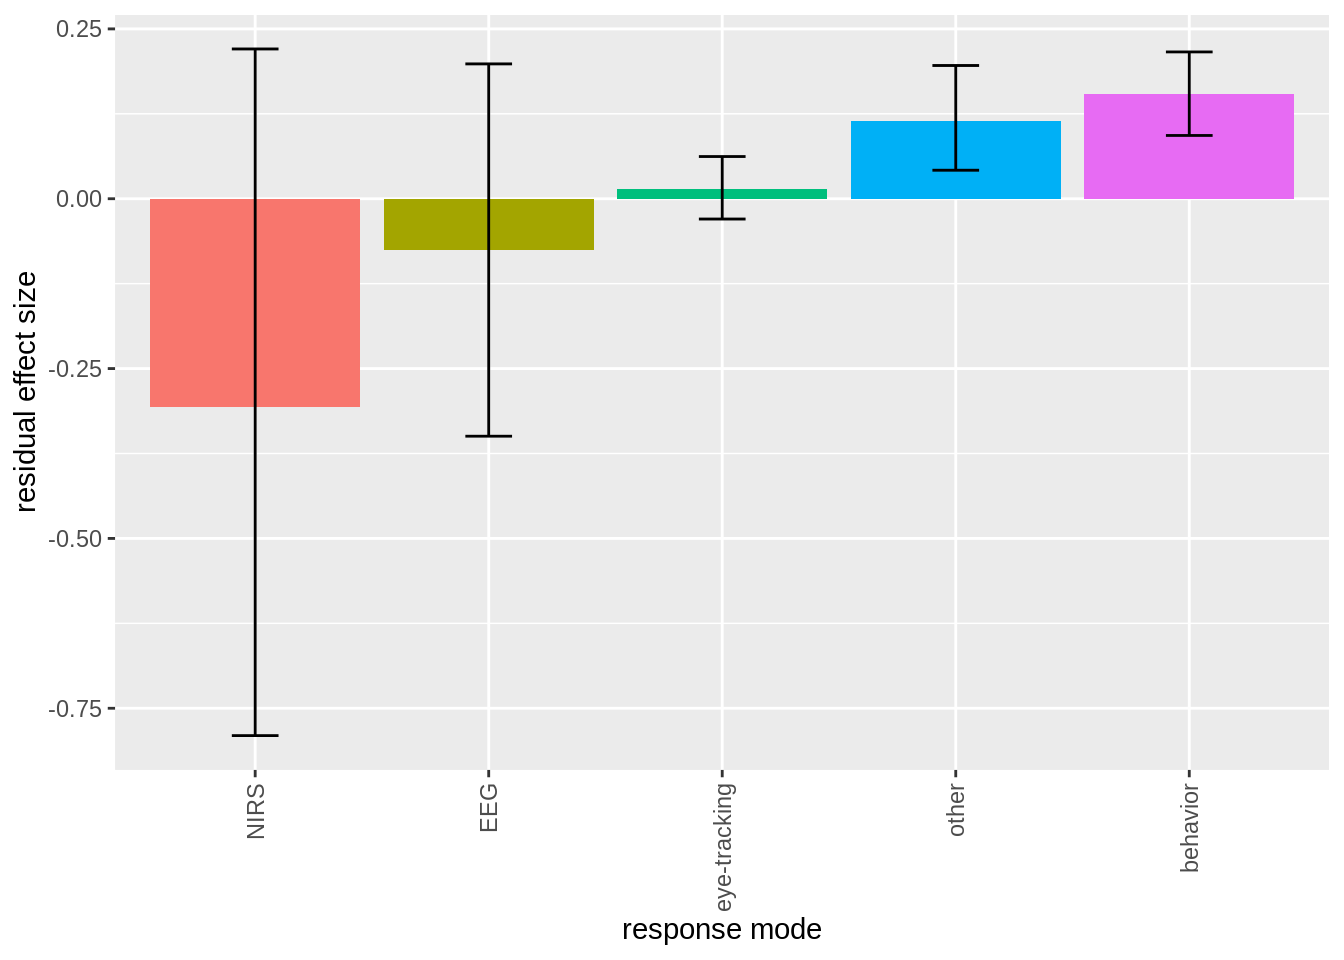 0.25
0.00
-0.25
-0.50
-0.75
residual effect size
NIRS
EEG
eye-tracking
other
behavior
response mode